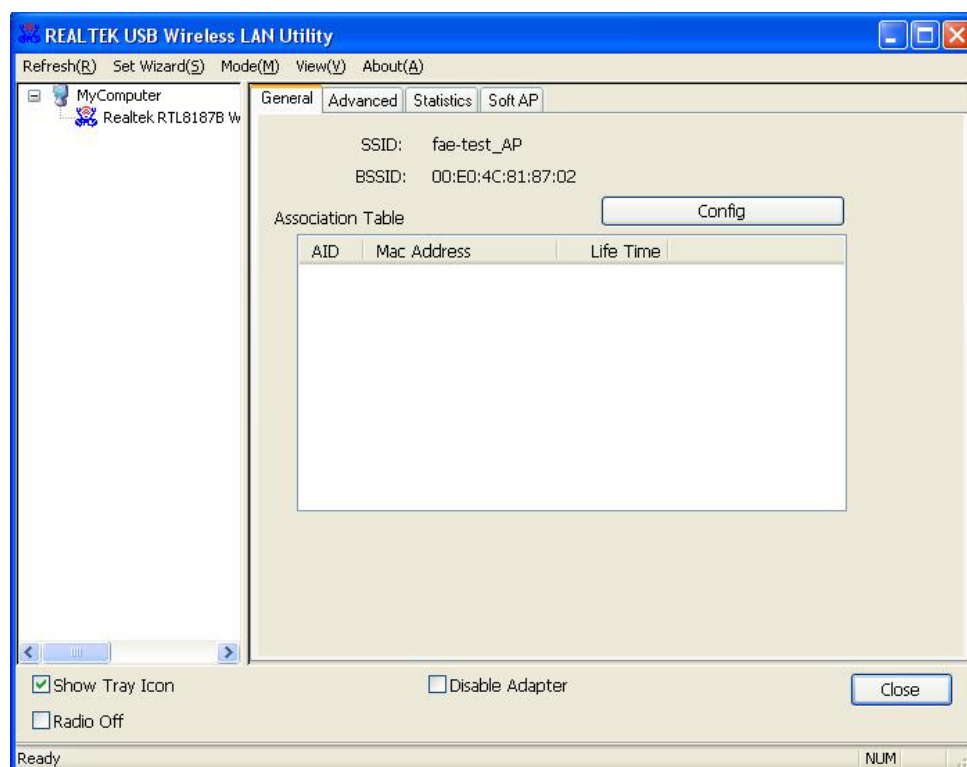 REALTEK USB Wireless LAN Utility
Refresh(R) Set Wizard(S) Mode(M) View(V) About(A)
MyComputer
Realtek RTL8187B W
General Advanced Statistics Soft AP
SSID: fae-test_AP
BSSID: 00:E0:4C:81:87:02
Association Table
Config
AID Mac Address Life Time
Show Tray Icon
Disable Adapter
Close
Radio Off
Ready
NUM